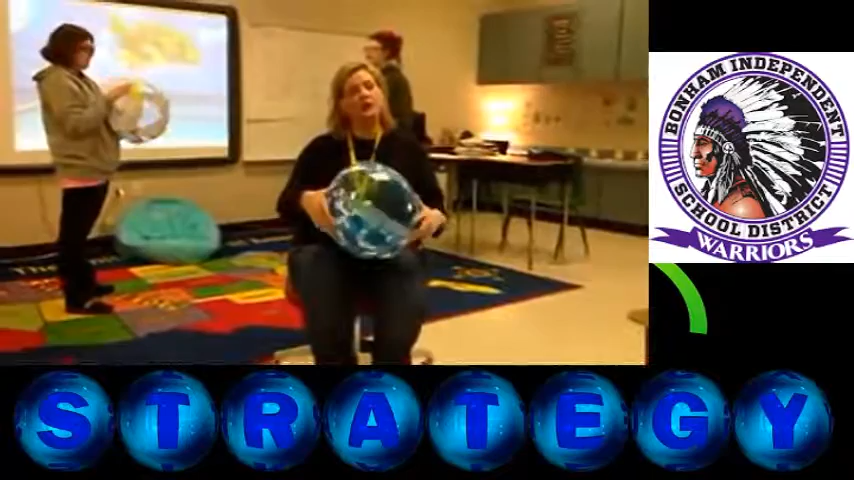 BONHAM INDEPENDENT
SCHOOL DISTRICT
WARRIORS
STRATEGY